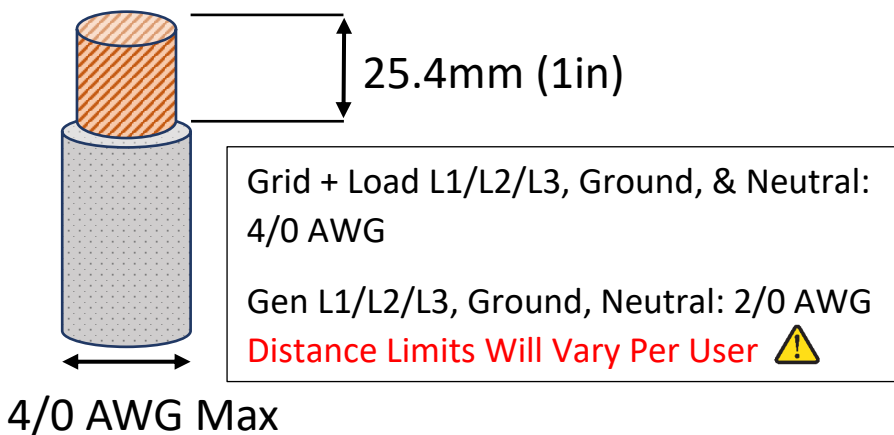 25.4mm (1in)
Grid + Load L1/L2/L3, Ground, & Neutral:
4/0 AWG
Gen L1/L2/L3, Ground, Neutral: 2/0 AWG
Distance Limits Will Vary Per User
4/0 AWG Max